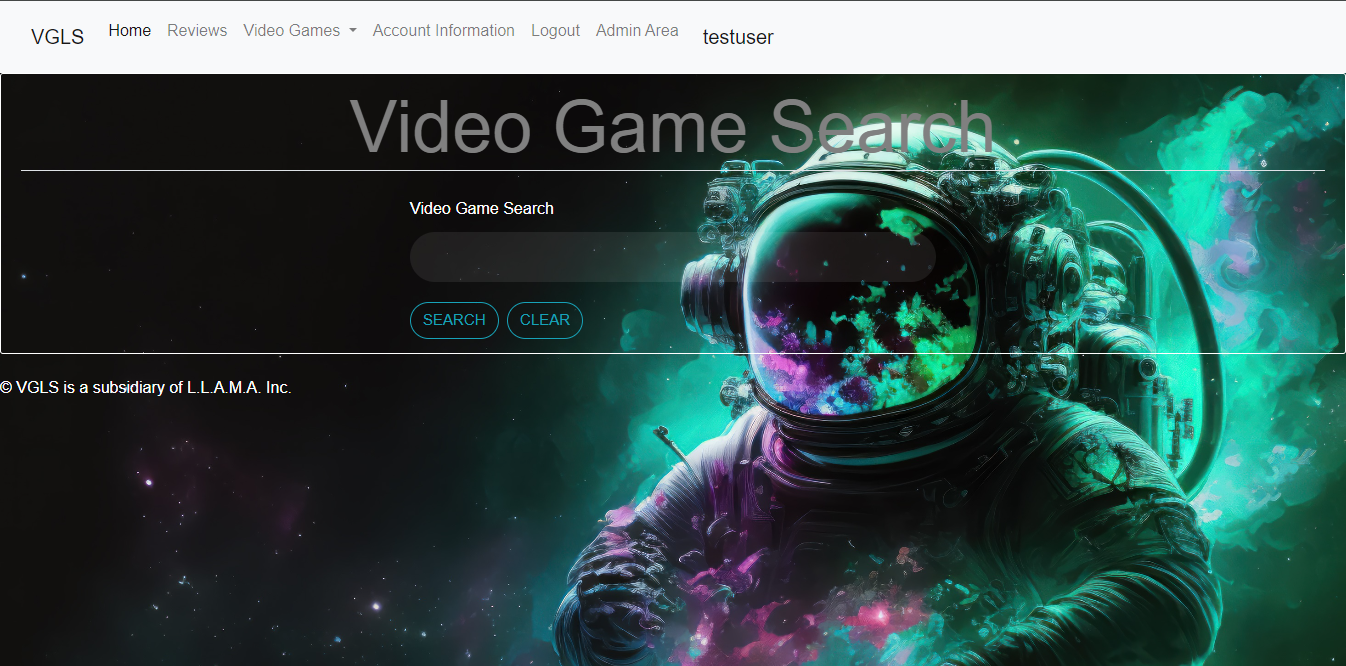 VGLS Home Reviews Video Games Account Information Logout Admin Area testuser
Video Game Search
Video Game Search
SEARCH CLEAR
© VGLS is a subsidiary of L.L.A.M.A. Inc.